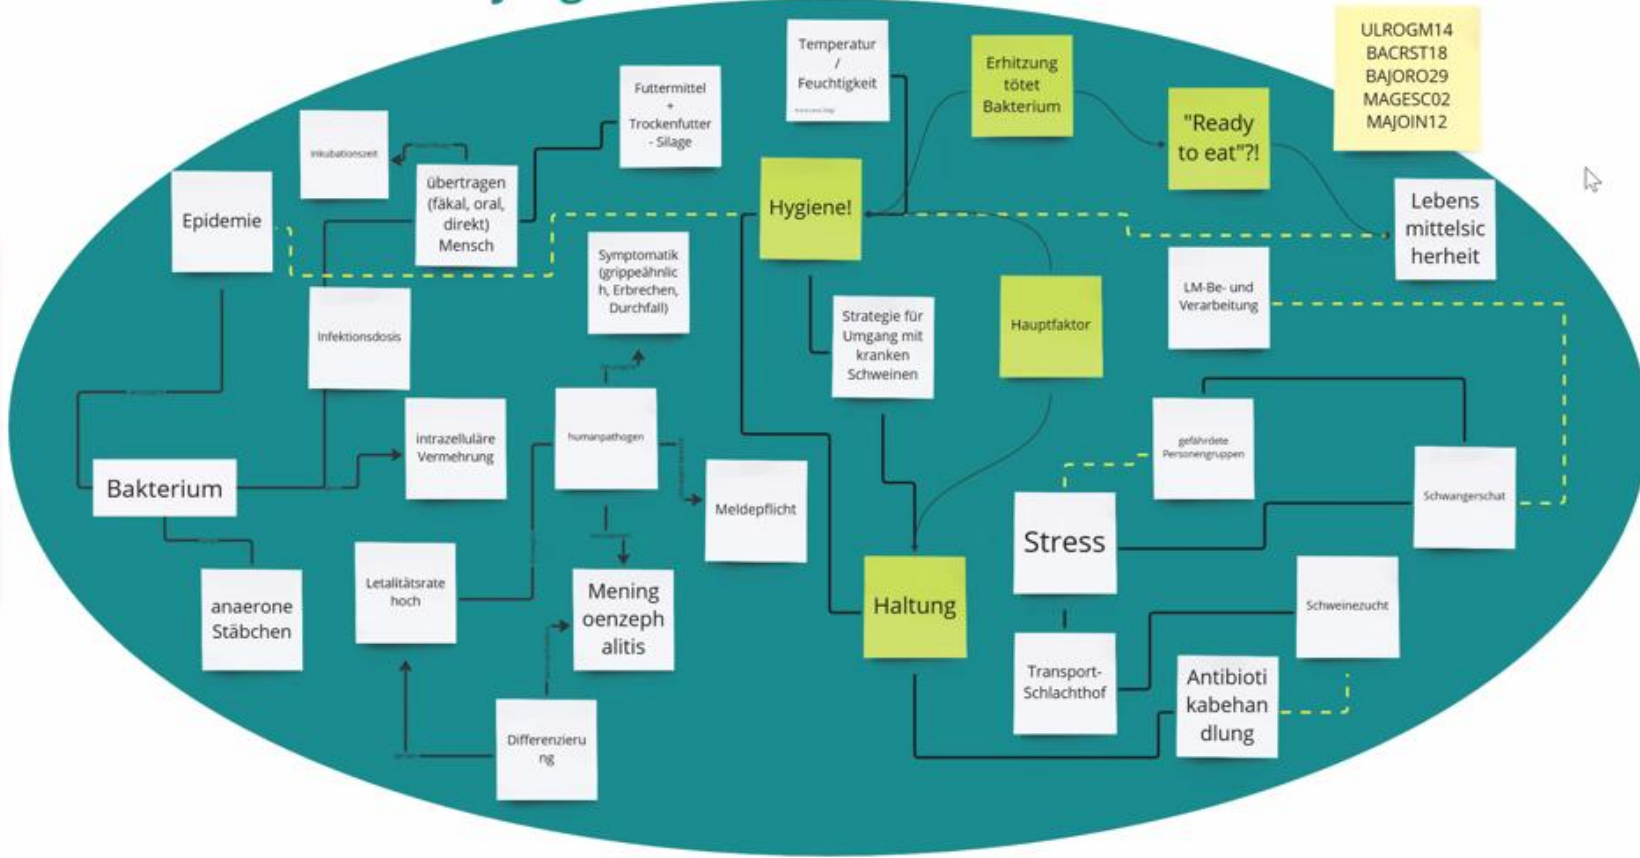 Temperatur
/
Feuchtigkeit
Erhitzung
tötet
Bakterium
ULROGM14
BACRST18
BAJORO29
MAGESC02
MAJOIN12
Futtermittel
+
Trockenfutter
- Silage
"Ready
to eat"?!
Inkubationszeit
übertragen
(fäkal, oral,
direkt)
Mensch
Epidemie
Hygiene!
Lebens
mittelsic
herheit
Symptomatik
(grippeähnlic
h, Erbrechen,
Durchfall)
LM-Be- und
Verarbeitung
Infektionsdosis
Strategie für
Umgang mit
kranken
Schweinen
Hauptfaktor
intrazelluläre
Vermehrung
humanpathogen
gefährdete
Personengruppen
Bakterium
Meldepflicht
Schwangerschat
Stress
anaerone
Stäbchen
Letalitätsrate
hoch
Mening
oenzeph
alitis
Haltung
Schweinezucht
Transport-
Schlachthof
Antibioti
kabehan
dlung
Differenzieru
ng